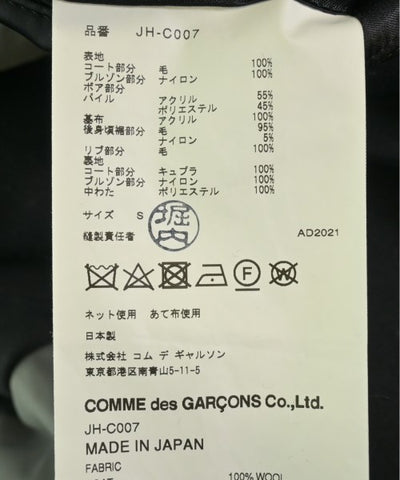 品番 JH-C007
表地
コート部分 毛 100%
ブルゾン部分 ナイロン 100%
ボア部分
パイル アクリル 55%
ポリエステル 45%
基布 アクリル 100%
後身頃裾部分 毛 95%
ナイロン 5%
リブ部分 毛 100%
裏地
コート部分 キュプラ 100%
ブルゾン部分 ナイロン 100%
中わた ポリエステル 100%
サイズ S
堀内
縫製責任者 AD2021
F W
ネット使用 あて布使用
日本製
株式会社 コム デ ギャルソン
東京都港区南青山5-11-5
COMME des GARÇONS Co.,Ltd.
JH-C007
MADE IN JAPAN
FABRIC
100% WOOL